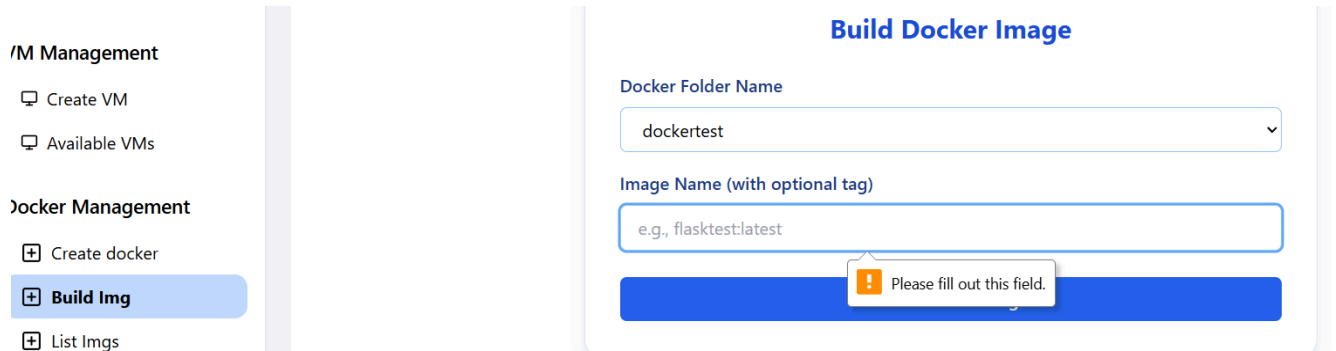 VM Management
Create VM
Available VMs
Docker Management
Create docker
Build Img
List Imgs
Build Docker Image
Docker Folder Name
dockertest
Image Name (with optional tag)
e.g., flasktest:latest
Please fill out this field.